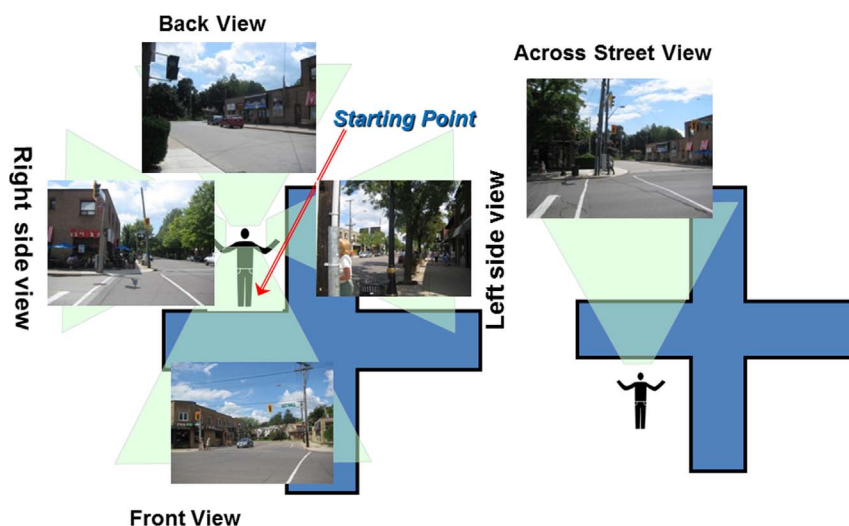 Back View
Across Street View
Starting Point
Right side view
Left side view
Front View